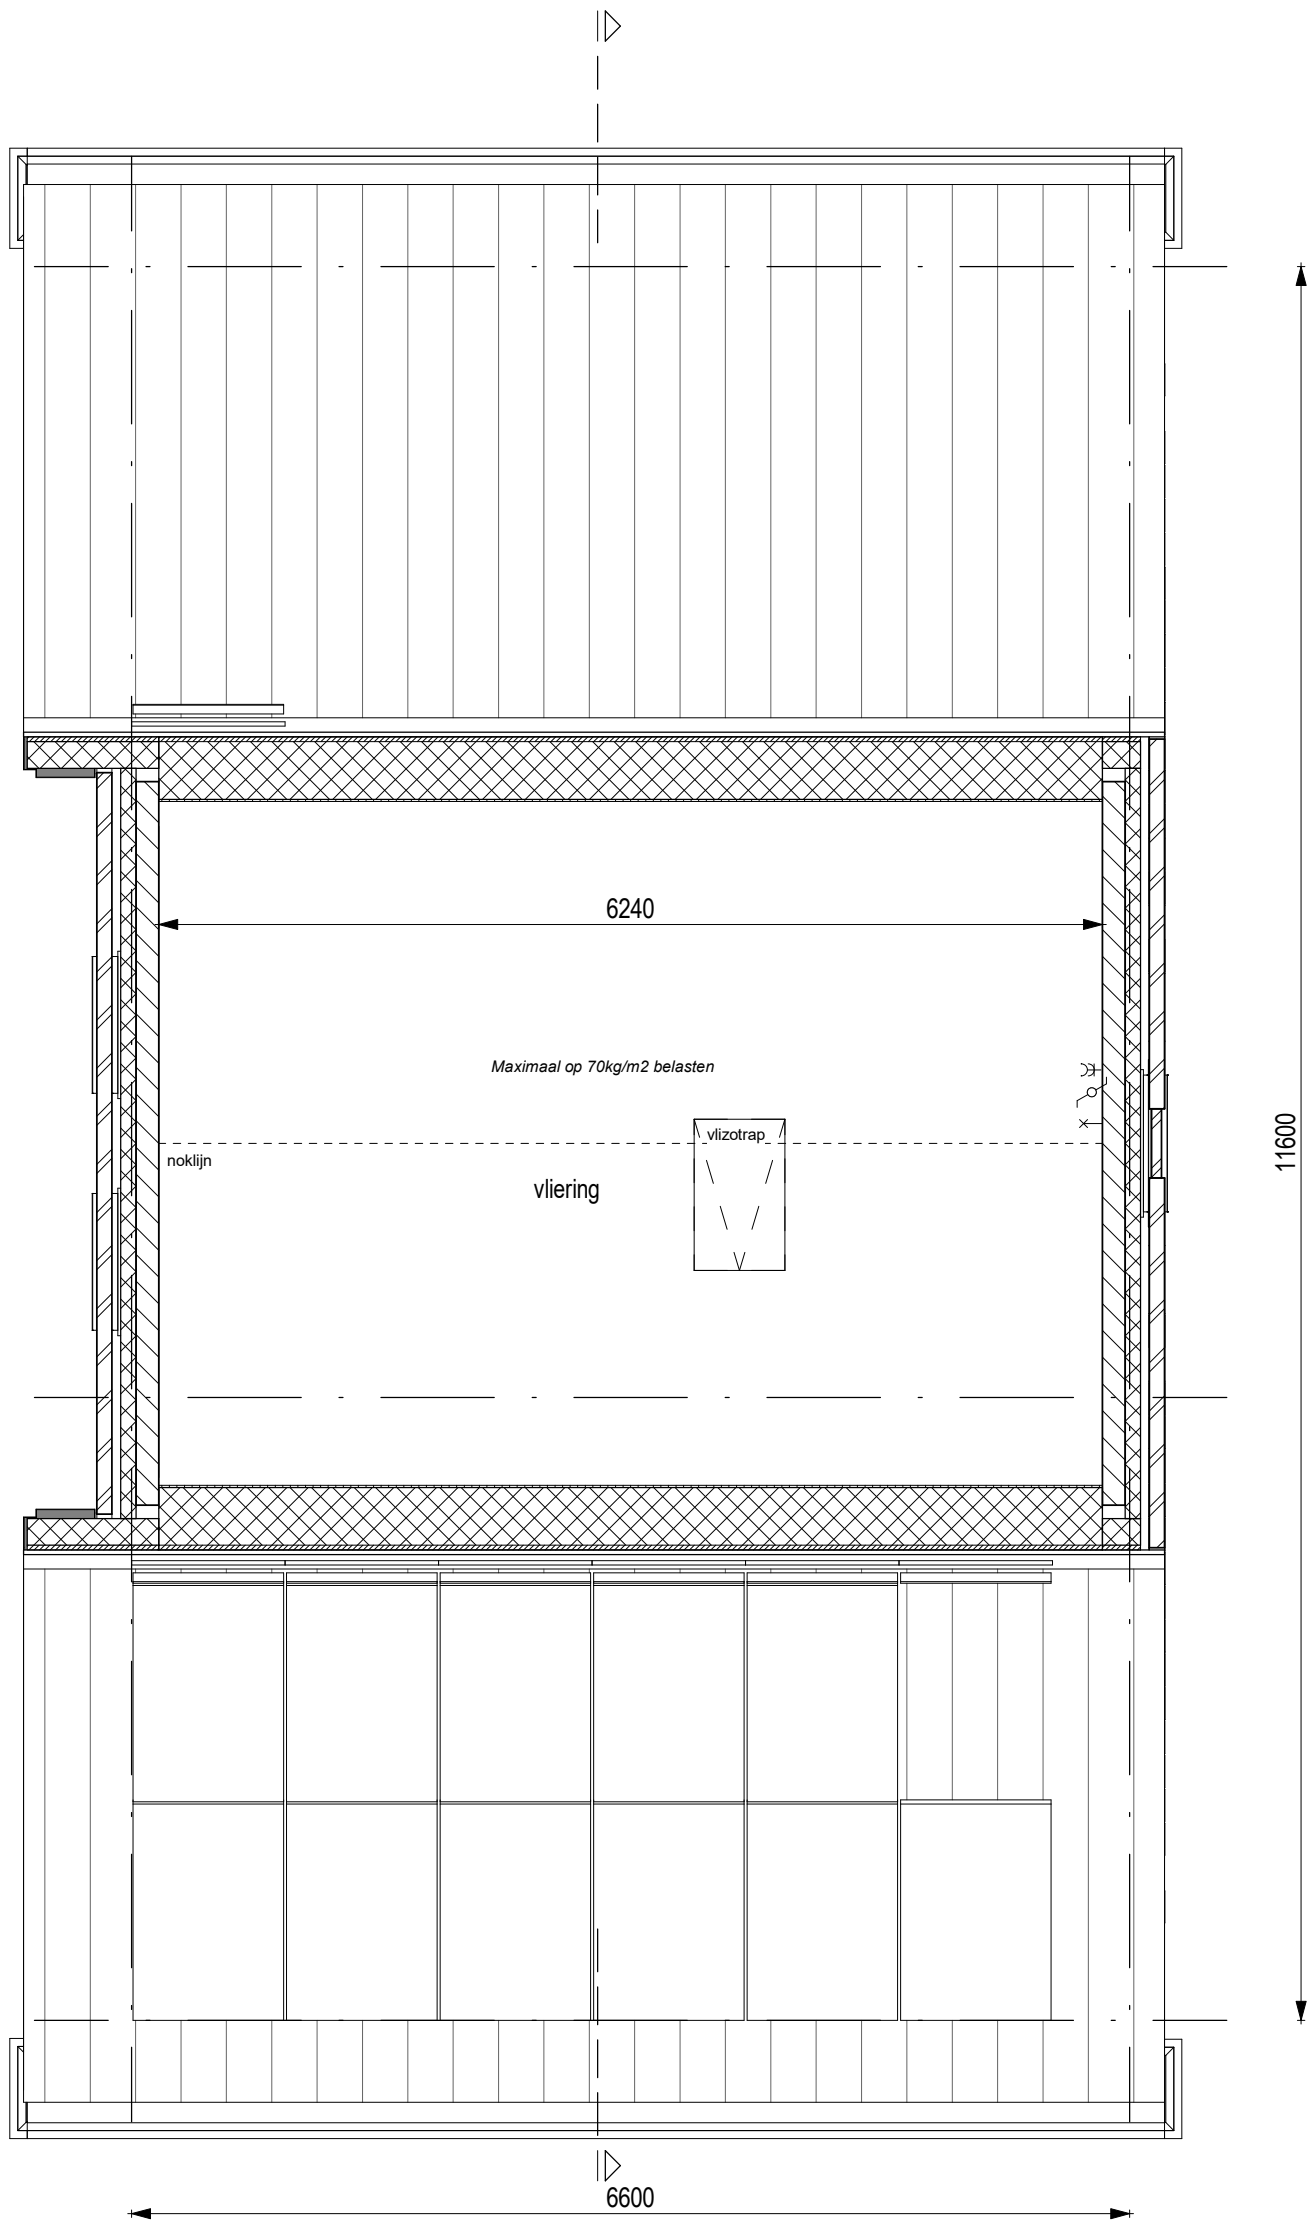 6240
Maximaal op 70kg/m2 belasten
vlizotrap
noklijn
vliering
11600
6600